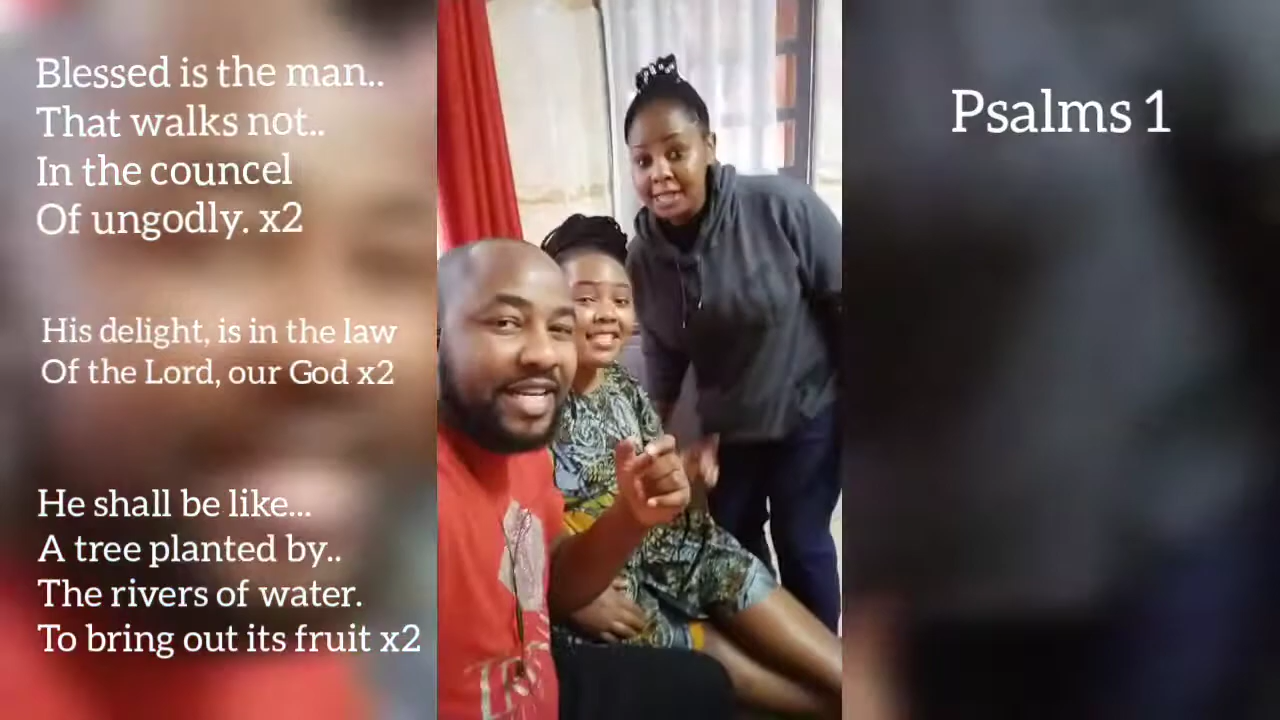 Blessed is the man..
That walks not..
In the councel
Of ungodly. x2
His delight, is in the law
Of the Lord, our God x2
He shall be like...
A tree planted by..
The rivers of water.
To bring out its fruit x2
Psalms 1